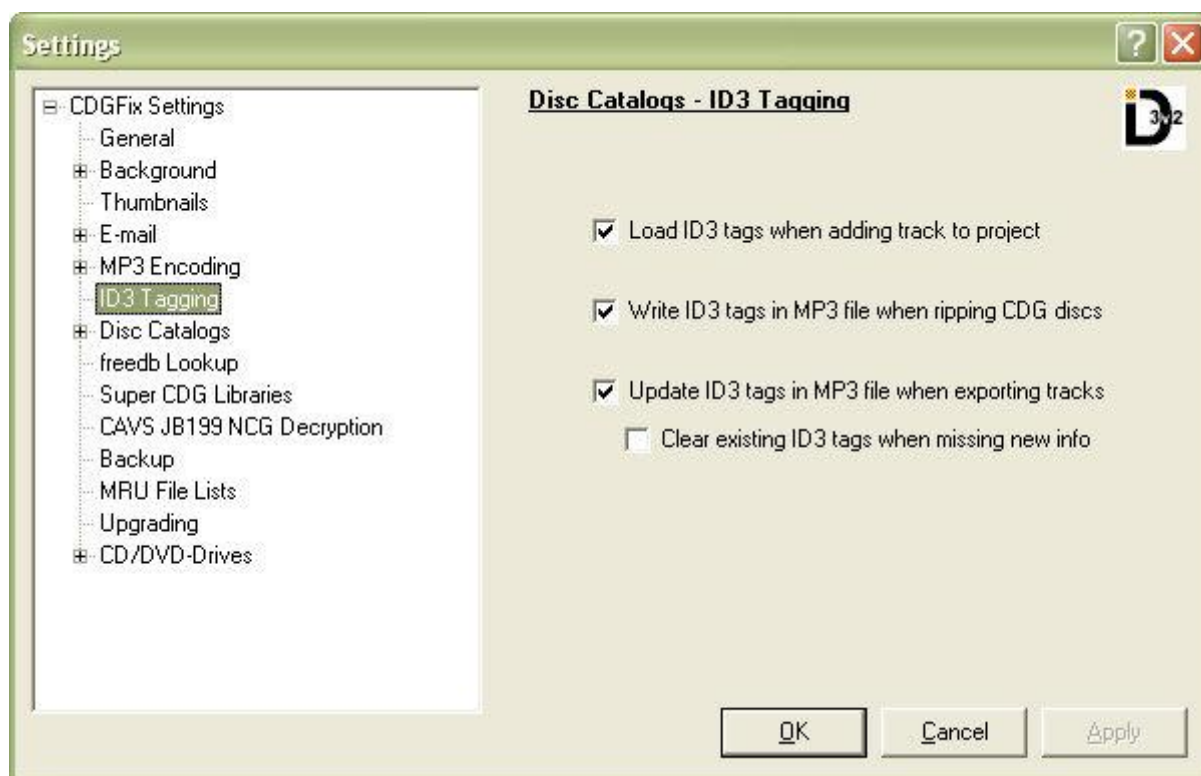 Settings
CDGFix Settings
General
Background
Thumbnails
E-mail
MP3 Encoding
ID3 Tagging
Disc Catalogs
freedb Lookup
Super CDG Libraries
CAVS JB199 NCG Decryption
Backup
MRU File Lists
Upgrading
CD/DVD-Drives
Disc Catalogs - ID3 Tagging
ID3v2
Load ID3 tags when adding track to project
Write ID3 tags in MP3 file when ripping CDG discs
Update ID3 tags in MP3 file when exporting tracks
Clear existing ID3 tags when missing new info
OK
Cancel
Apply